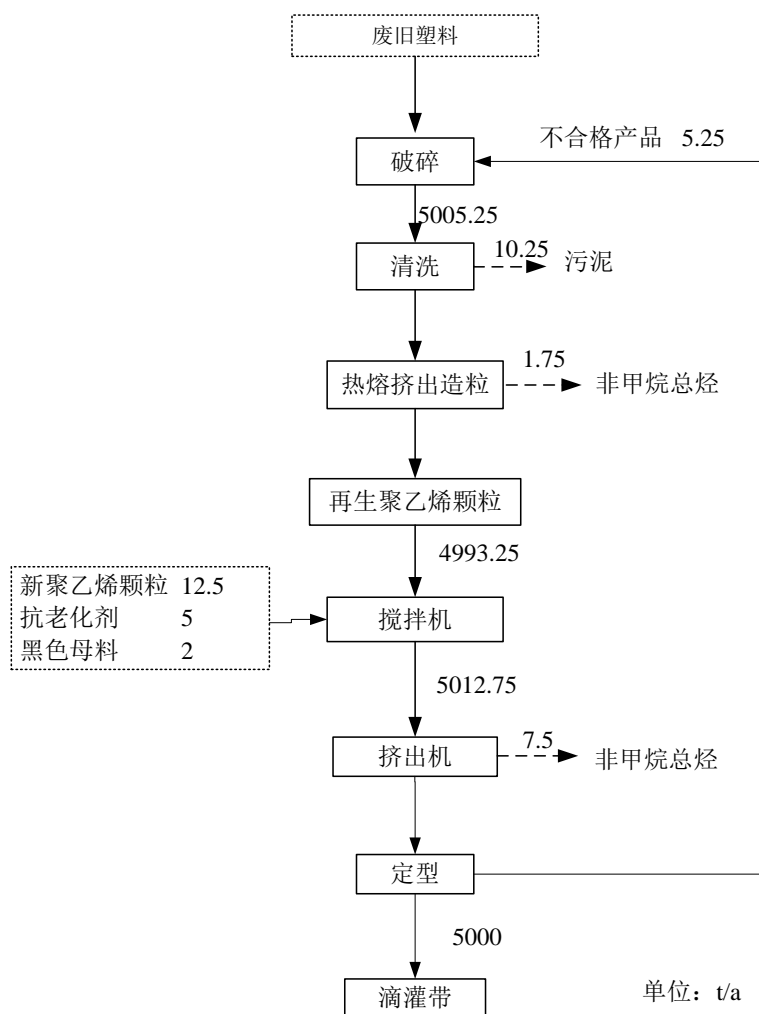 废旧塑料
不合格产品 5.25
破碎
5005.25
10.25
清洗
污泥
1.75
热熔挤出造粒
非甲烷总烃
再生聚乙烯颗粒
4993.25
新聚乙烯颗粒 12.5
抗老化剂 5
黑色母料 2
搅拌机
5012.75
7.5
挤出机
非甲烷总烃
定型
5000
滴灌带
单位：t/a